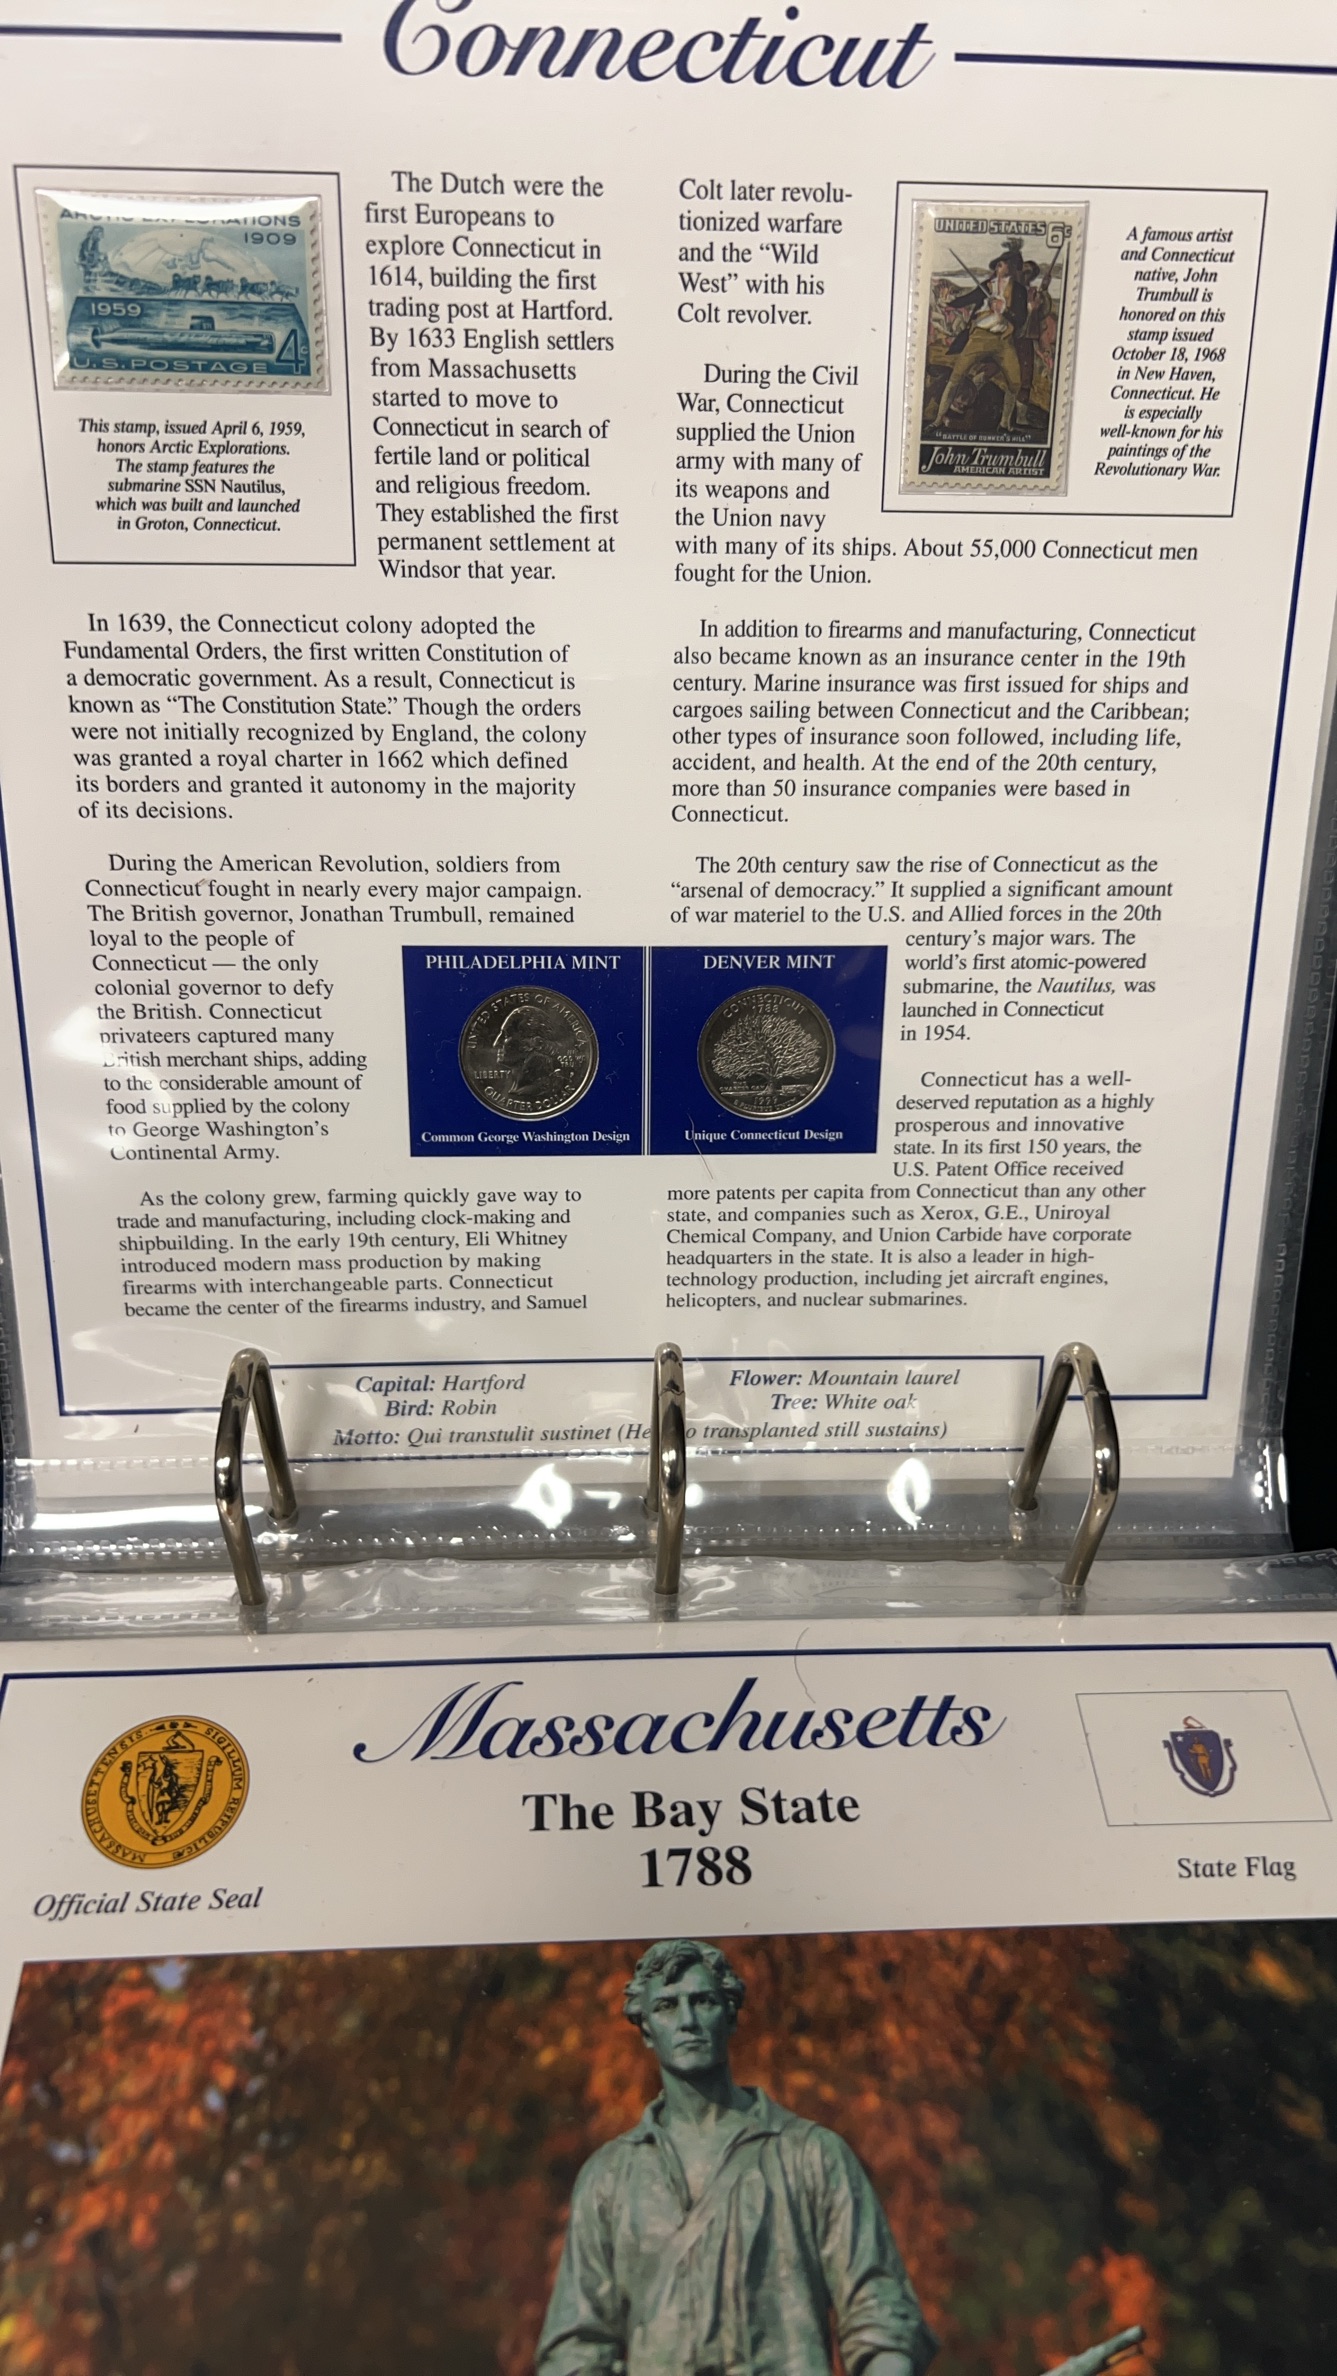 Connecticut
ARCTIC EXPLORATIONS
1909
1959
4c
U.S. POSTAGE
This stamp, issued April 6, 1959,
honors Arctic Explorations.
The stamp features the
submarine SSN Nautilus,
which was built and launched
in Groton, Connecticut.
The Dutch were the
first Europeans to
explore Connecticut in
1614, building the first
trading post at Hartford.
By 1633 English settlers
from Massachusetts
started to move to
Connecticut in search of
fertile land or political
and religious freedom.
They established the first
permanent settlement at
Windsor that year.
In 1639, the Connecticut colony adopted the
Fundamental Orders, the first written Constitution of
a democratic government. As a result, Connecticut is
known as “The Constitution State.” Though the orders
were not initially recognized by England, the colony
was granted a royal charter in 1662 which defined
its borders and granted it autonomy in the majority
of its decisions.
During the American Revolution, soldiers from
Connecticut fought in nearly every major campaign.
The British governor, Jonathan Trumbull, remained
loyal to the people of
Connecticut — the only
colonial governor to defy
the British. Connecticut
privateers captured many
British merchant ships, adding
to the considerable amount of
food supplied by the colony
to George Washington’s
Continental Army.
As the colony grew, farming quickly gave way to
trade and manufacturing, including clock-making and
shipbuilding. In the early 19th century, Eli Whitney
introduced modern mass production by making
firearms with interchangeable parts. Connecticut
became the center of the firearms industry, and Samuel
Colt later revolu-
tionized warfare
and the “Wild
West” with his
Colt revolver.
During the Civil
War, Connecticut
supplied the Union
army with many of
its weapons and
the Union navy
with many of its ships. About 55,000 Connecticut men
fought for the Union.
UNITED STATES 6c
"BATTLE OF BUNKER'S HILL"
John Trumbull
AMERICAN ARTIST
A famous artist
and Connecticut
native, John
Trumbull is
honored on this
stamp issued
October 18, 1968
in New Haven,
Connecticut. He
is especially
well-known for his
paintings of the
Revolutionary War.
In addition to firearms and manufacturing, Connecticut
also became known as an insurance center in the 19th
century. Marine insurance was first issued for ships and
cargoes sailing between Connecticut and the Caribbean;
other types of insurance soon followed, including life,
accident, and health. At the end of the 20th century,
more than 50 insurance companies were based in
Connecticut.
The 20th century saw the rise of Connecticut as the
“arsenal of democracy.” It supplied a significant amount
of war materiel to the U.S. and Allied forces in the 20th
century’s major wars. The
world’s first atomic-powered
submarine, the Nautilus, was
launched in Connecticut
in 1954.
Connecticut has a well-
deserved reputation as a highly
prosperous and innovative
state. In its first 150 years, the
U.S. Patent Office received
more patents per capita from Connecticut than any other
state, and companies such as Xerox, G.E., Uniroyal
Chemical Company, and Union Carbide have corporate
headquarters in the state. It is also a leader in high-
technology production, including jet aircraft engines,
helicopters, and nuclear submarines.
PHILADELPHIA MINT
UNITED STATES OF AMERICA
LIBERTY
QUARTER DOLLAR
Common George Washington Design
DENVER MINT
CONNECTICUT
1788
1999
Unique Connecticut Design
Capital: Hartford
Bird: Robin
Flower: Mountain laurel
Tree: White oak
Motto: Qui transtulit sustinet (He o transplanted still sustains)
Massachusetts
The Bay State
1788
SIGILLUM REIPUBLICÆ MASSACHUSETTENSIS
Official State Seal
State Flag